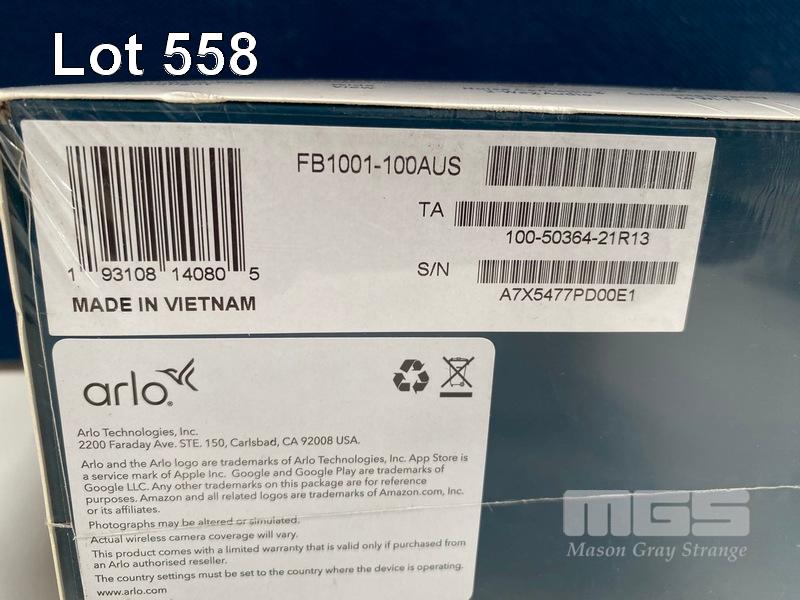 Lot 558
FB1001-100AUS
TA
100-50364-21R13
S/N
A7X5477PD00E1
1 93108 14080 5
MADE IN VIETNAM
arlo
Arlo Technologies, Inc.
2200 Faraday Ave. STE. 150, Carlsbad, CA 92008 USA.
Arlo and the Arlo logo are trademarks of Arlo Technologies, Inc. App Store is
a service mark of Apple Inc. Google and Google Play are trademarks of
Google LLC. Any other trademarks on this package are for reference
purposes. Amazon and all related logos are trademarks of Amazon.com, Inc.
or its affiliates.
Photographs may be altered or simulated.
Actual wireless camera coverage will vary.
This product comes with a limited warranty that is valid only if purchased from
an Arlo authorised reseller.
The country settings must be set to the country where the device is operating.
www.arlo.com
MGS
Mason Gray Strange